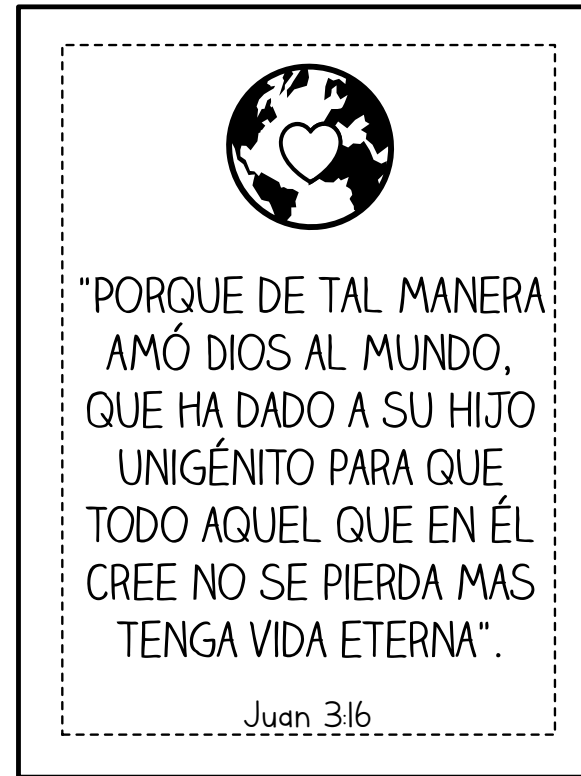 "PORQUE DE TAL MANERA
AMÓ DIOS AL MUNDO,
QUE HA DADO A SU HIJO
UNIGÉNITO PARA QUE
TODO AQUEL QUE EN ÉL
CREE NO SE PIERDA MAS
TENGA VIDA ETERNA".
Juan 3:16